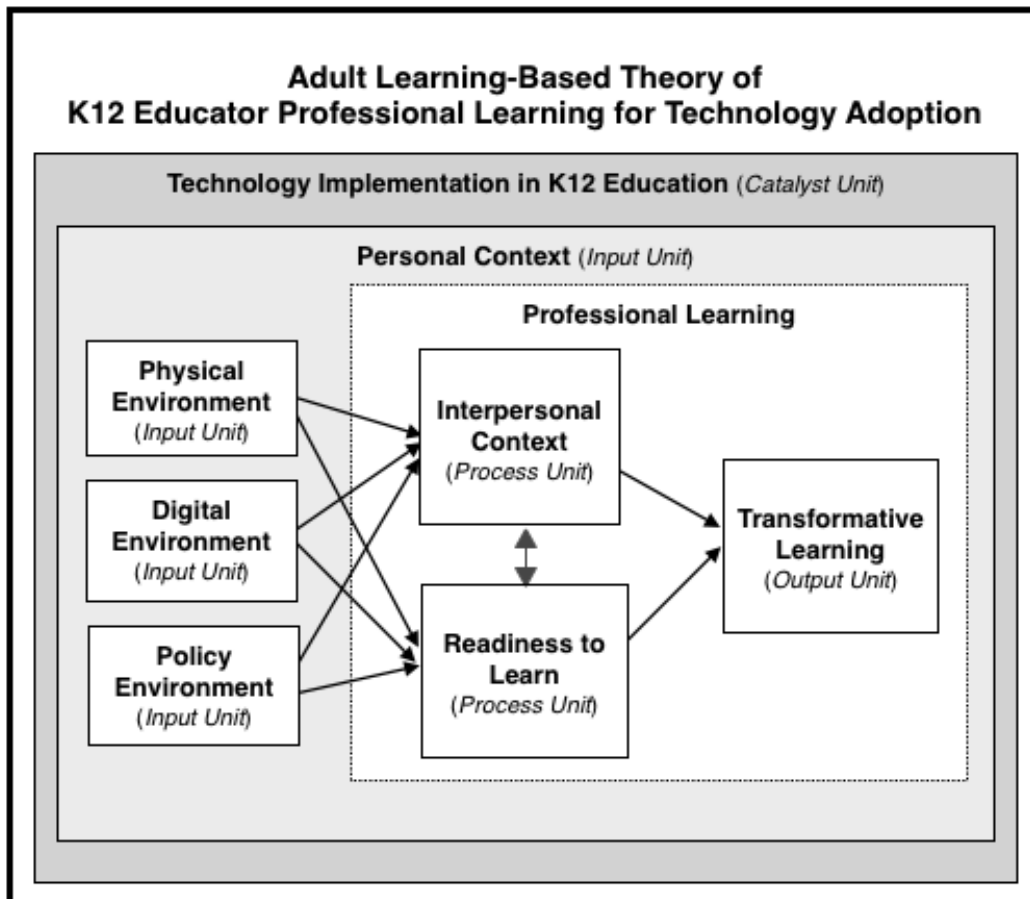 Adult Learning-Based Theory of
K12 Educator Professional Learning for Technology Adoption
Technology Implementation in K12 Education (Catalyst Unit)
Personal Context (Input Unit)
Professional Learning
Physical
Environment
(Input Unit)
Digital
Environment
(Input Unit)
Policy
Environment
(Input Unit)
Interpersonal
Context
(Process Unit)
Readiness to
Learn
(Process Unit)
Transformative
Learning
(Output Unit)